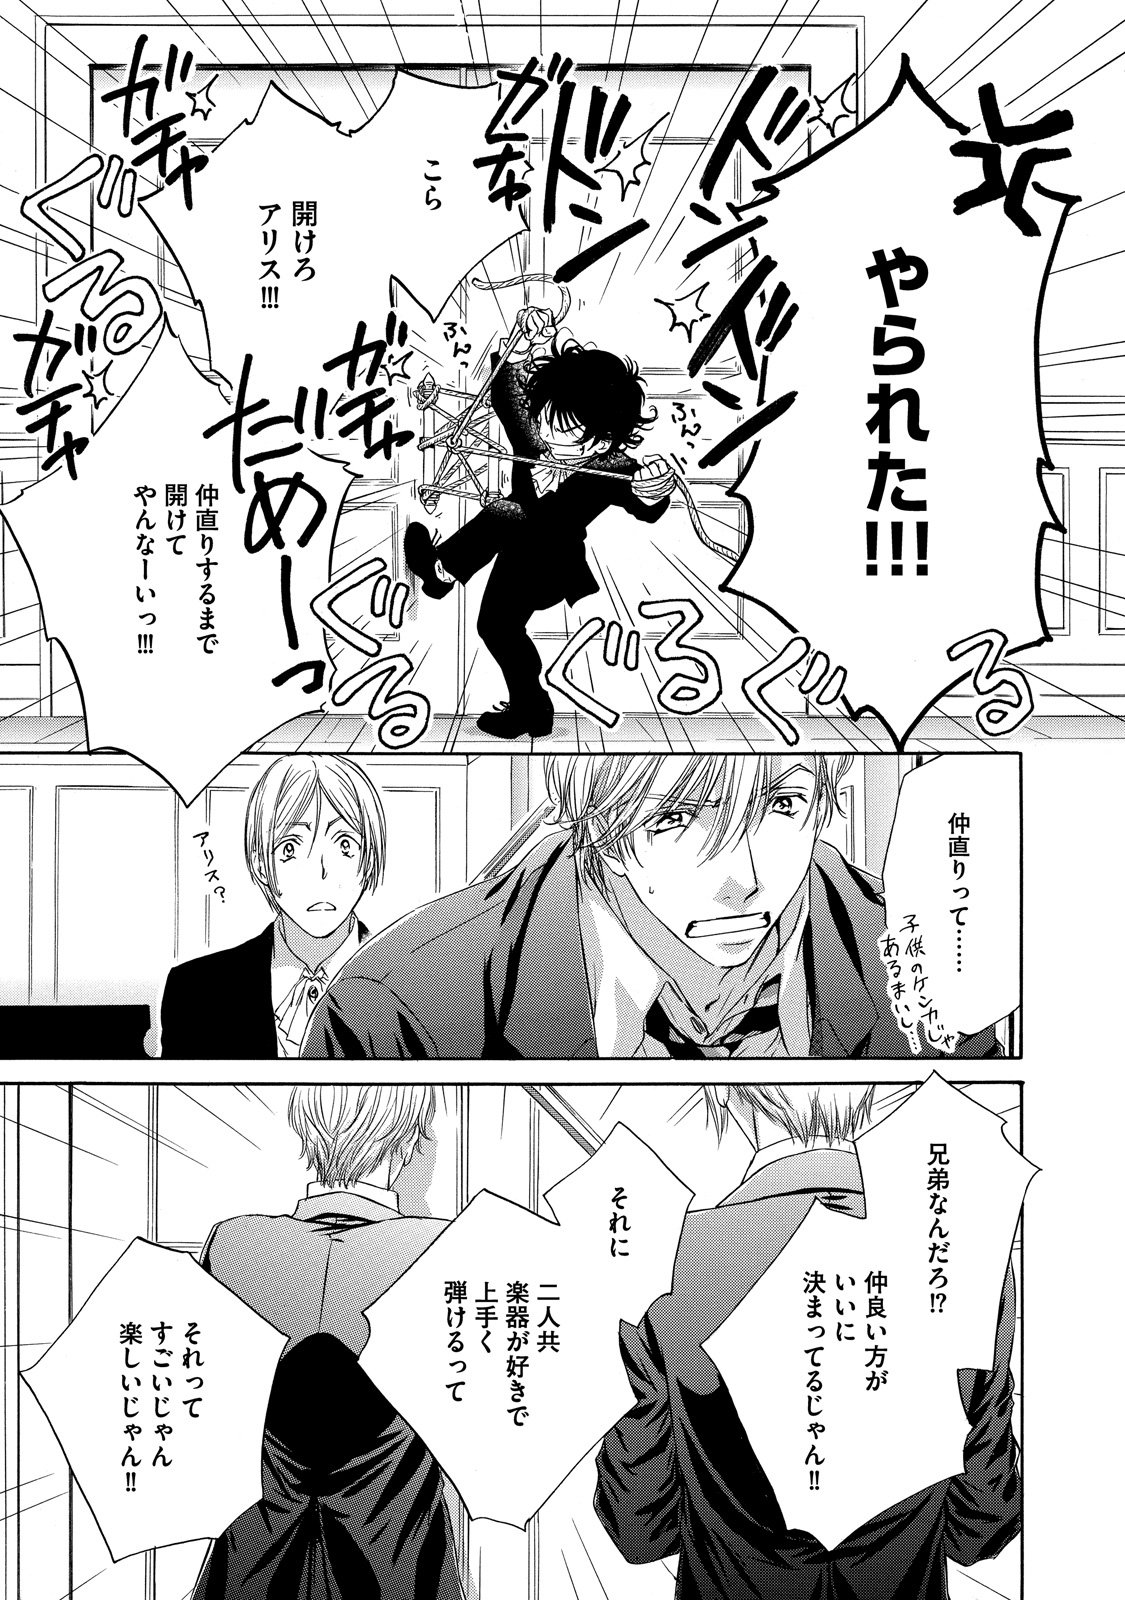 やられた!!!
ドンドン
ドンドン
ガチャ
こら
開けろ
アリス!!!
ガチャ
ぐるぐる
ガチャ
ガチャ
ふんっ
ふんっ
だめーっ
仲直りするまで
開けて
やんなーいっ!!!
ぐる
ぐる
ぐる
ぐる
仲直りって……
子供のケンカじゃ
あるまいし……
アリス?
兄弟なんだろ!?
仲良い方が
いいに
決まってるじゃん!!
それに
二人共
楽器が好きで
上手く
弾けるって
それって
すごいじゃん
楽しいじゃん!!